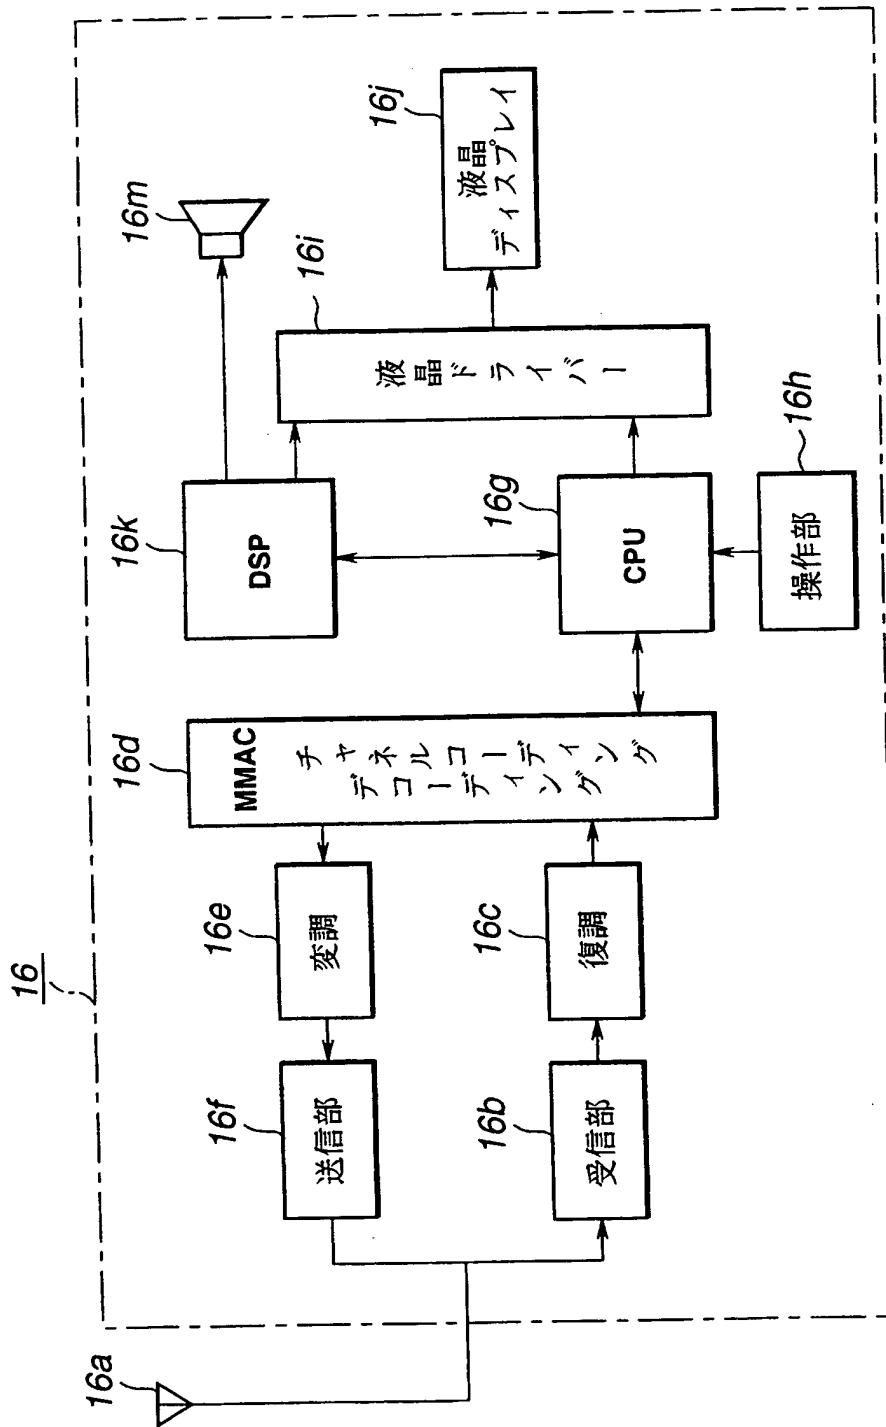 16
16a
16f
送信部
16e
変調
16d
MMAC
チャネルコーディング
デコーディング
16k
DSP
16m
16b
受信部
16c
復調
16g
CPU
16h
操作部
16i
液晶ドライバー
16j
液晶
ディスプレイ